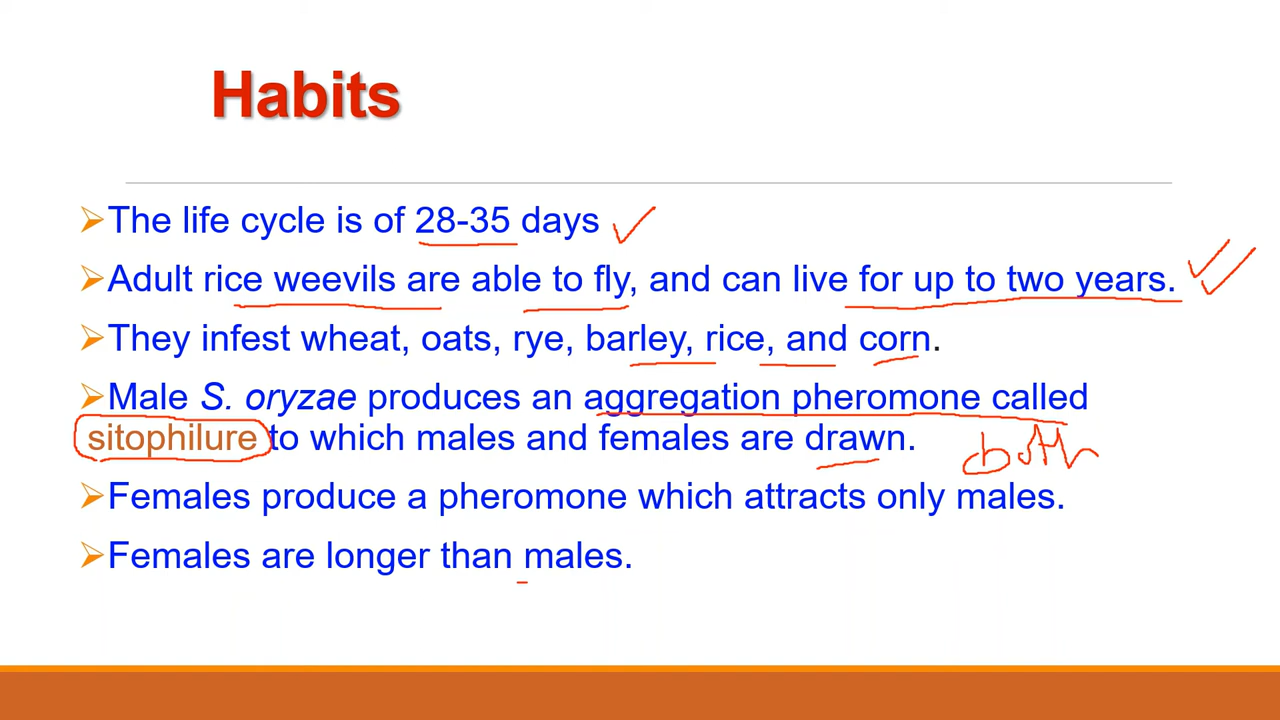 Habits
The life cycle is of 28-35 days
Adult rice weevils are able to fly, and can live for up to two years.
They infest wheat, oats, rye, barley, rice, and corn.
Male S. oryzae produces an aggregation pheromone called
sitophilure to which males and females are drawn.
both
Females produce a pheromone which attracts only males.
Females are longer than males.